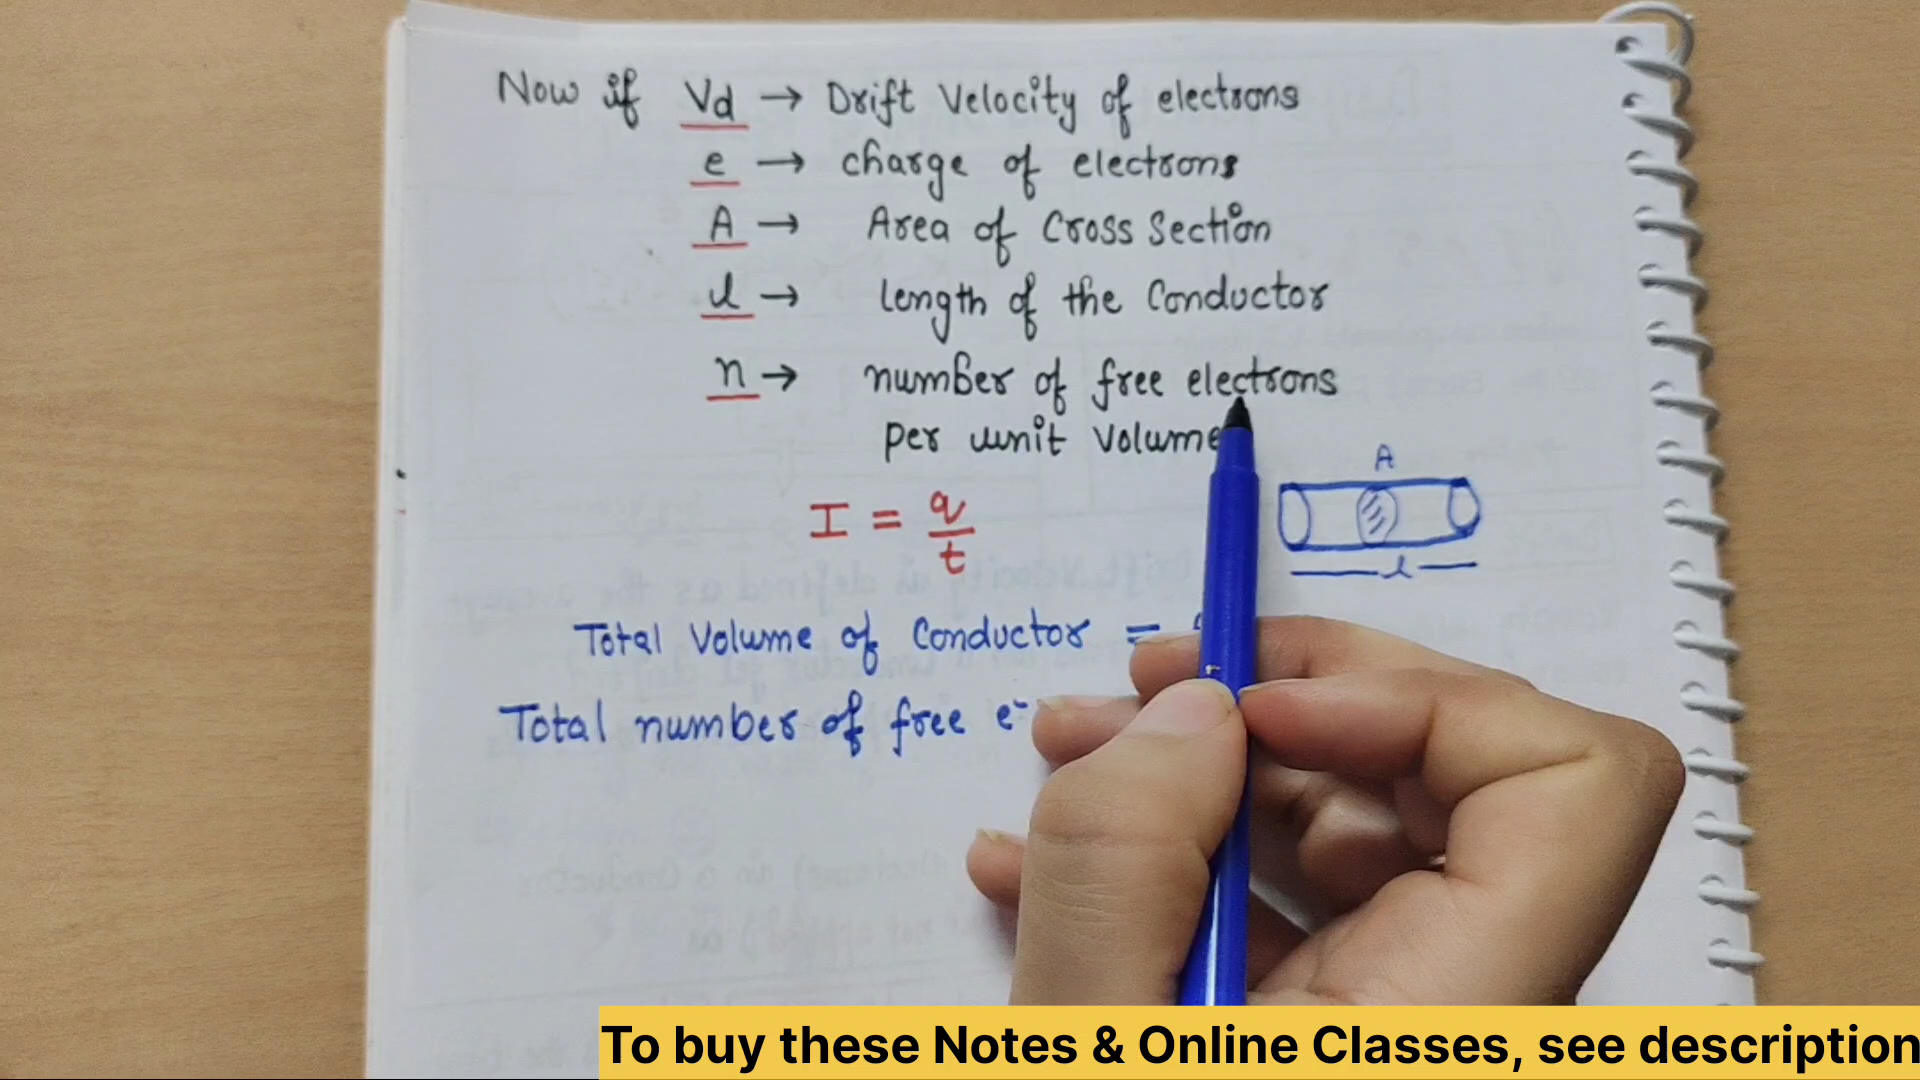 Now if Vd → Drift Velocity of electrons
e → charge of electrons
A → Area of Cross Section
l → length of the Conductor
n → number of free electrons
per unit Volume
I = q/t
A
l
Total Volume of Conductor =
Total number of free e⁻
To buy these Notes & Online Classes, see description